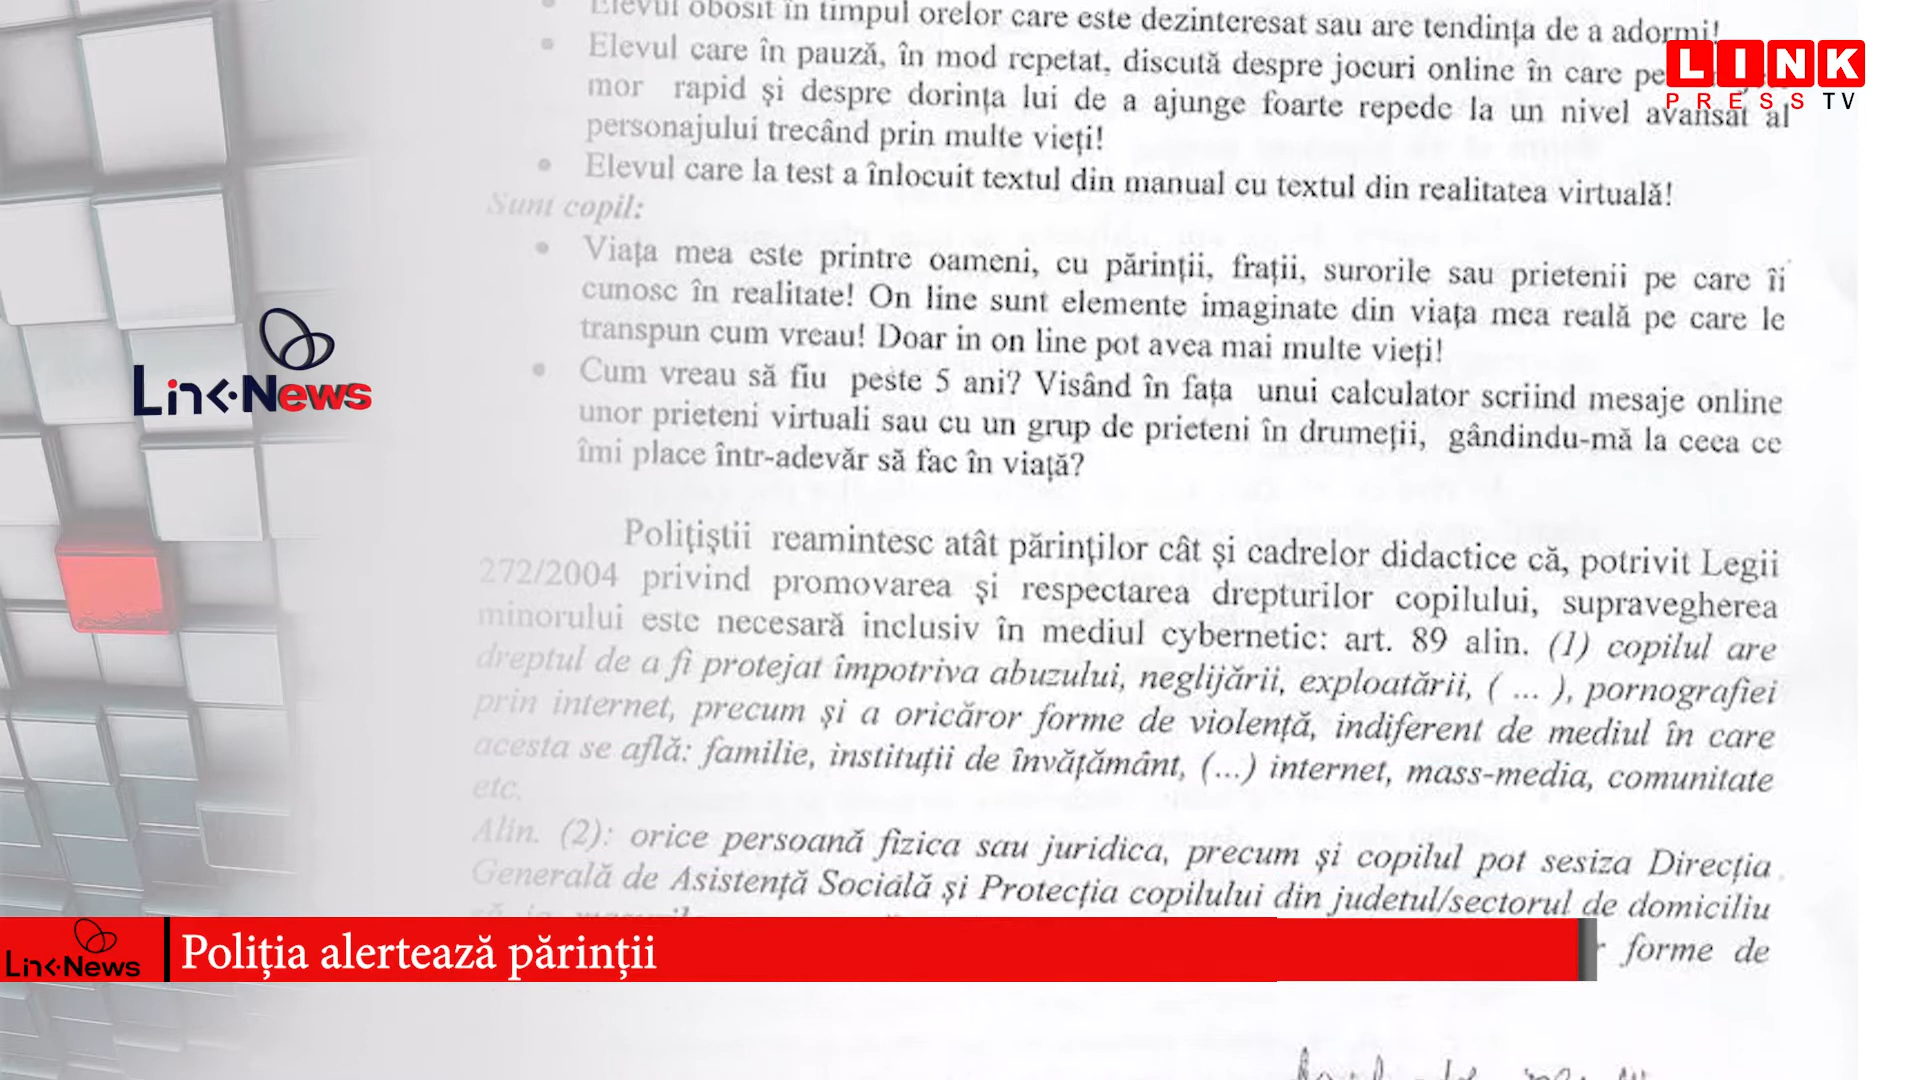 Elevul obosit în timpul orelor care este dezinteresat sau are tendința de a adormi!
Elevul care în pauză, în mod repetat, discută despre jocuri online în care
mor rapid și despre dorința lui de a ajunge foarte repede la un nivel avansat al
personajului trecând prin multe vieți!
Elevul care la test a înlocuit textul din manual cu textul din realitatea virtuală!
Sunt copil:
Viața mea este printre oameni, cu părinții, frații, surorile sau prietenii pe care îi
cunosc în realitate! On line sunt elemente imaginate din viața mea reală pe care le
transpun cum vreau! Doar in on line pot avea mai multe vieți!
Cum vreau să fiu peste 5 ani? Visând în fața unui calculator scriind mesaje online
unor prieteni virtuali sau cu un grup de prieteni în drumeții, gândindu-mă la ceea ce
îmi place într-adevăr să fac în viață?
Polițiștii reamintesc atât părinților cât și cadrelor didactice că, potrivit Legii
272/2004 privind promovarea și respectarea drepturilor copilului, supravegherea
minorului este necesară inclusiv în mediul cybernetic: art. 89 alin. (1) copilul are
dreptul de a fi protejat împotriva abuzului, neglijării, exploatării, ( ... ), pornografiei
prin internet, precum și a oricăror forme de violență, indiferent de mediul în care
acesta se află: familie, instituții de învățământ, (...) internet, mass-media, comunitate
etc.
Alin. (2): orice persoană fizica sau juridica, precum și copilul pot sesiza Direcția
Generală de Asistență Socială și Protecția copilului din judetul/sectorul de domiciliu
forme de
LINK
PRESS TV
Link·News
Link·News
Poliția alertează părinții